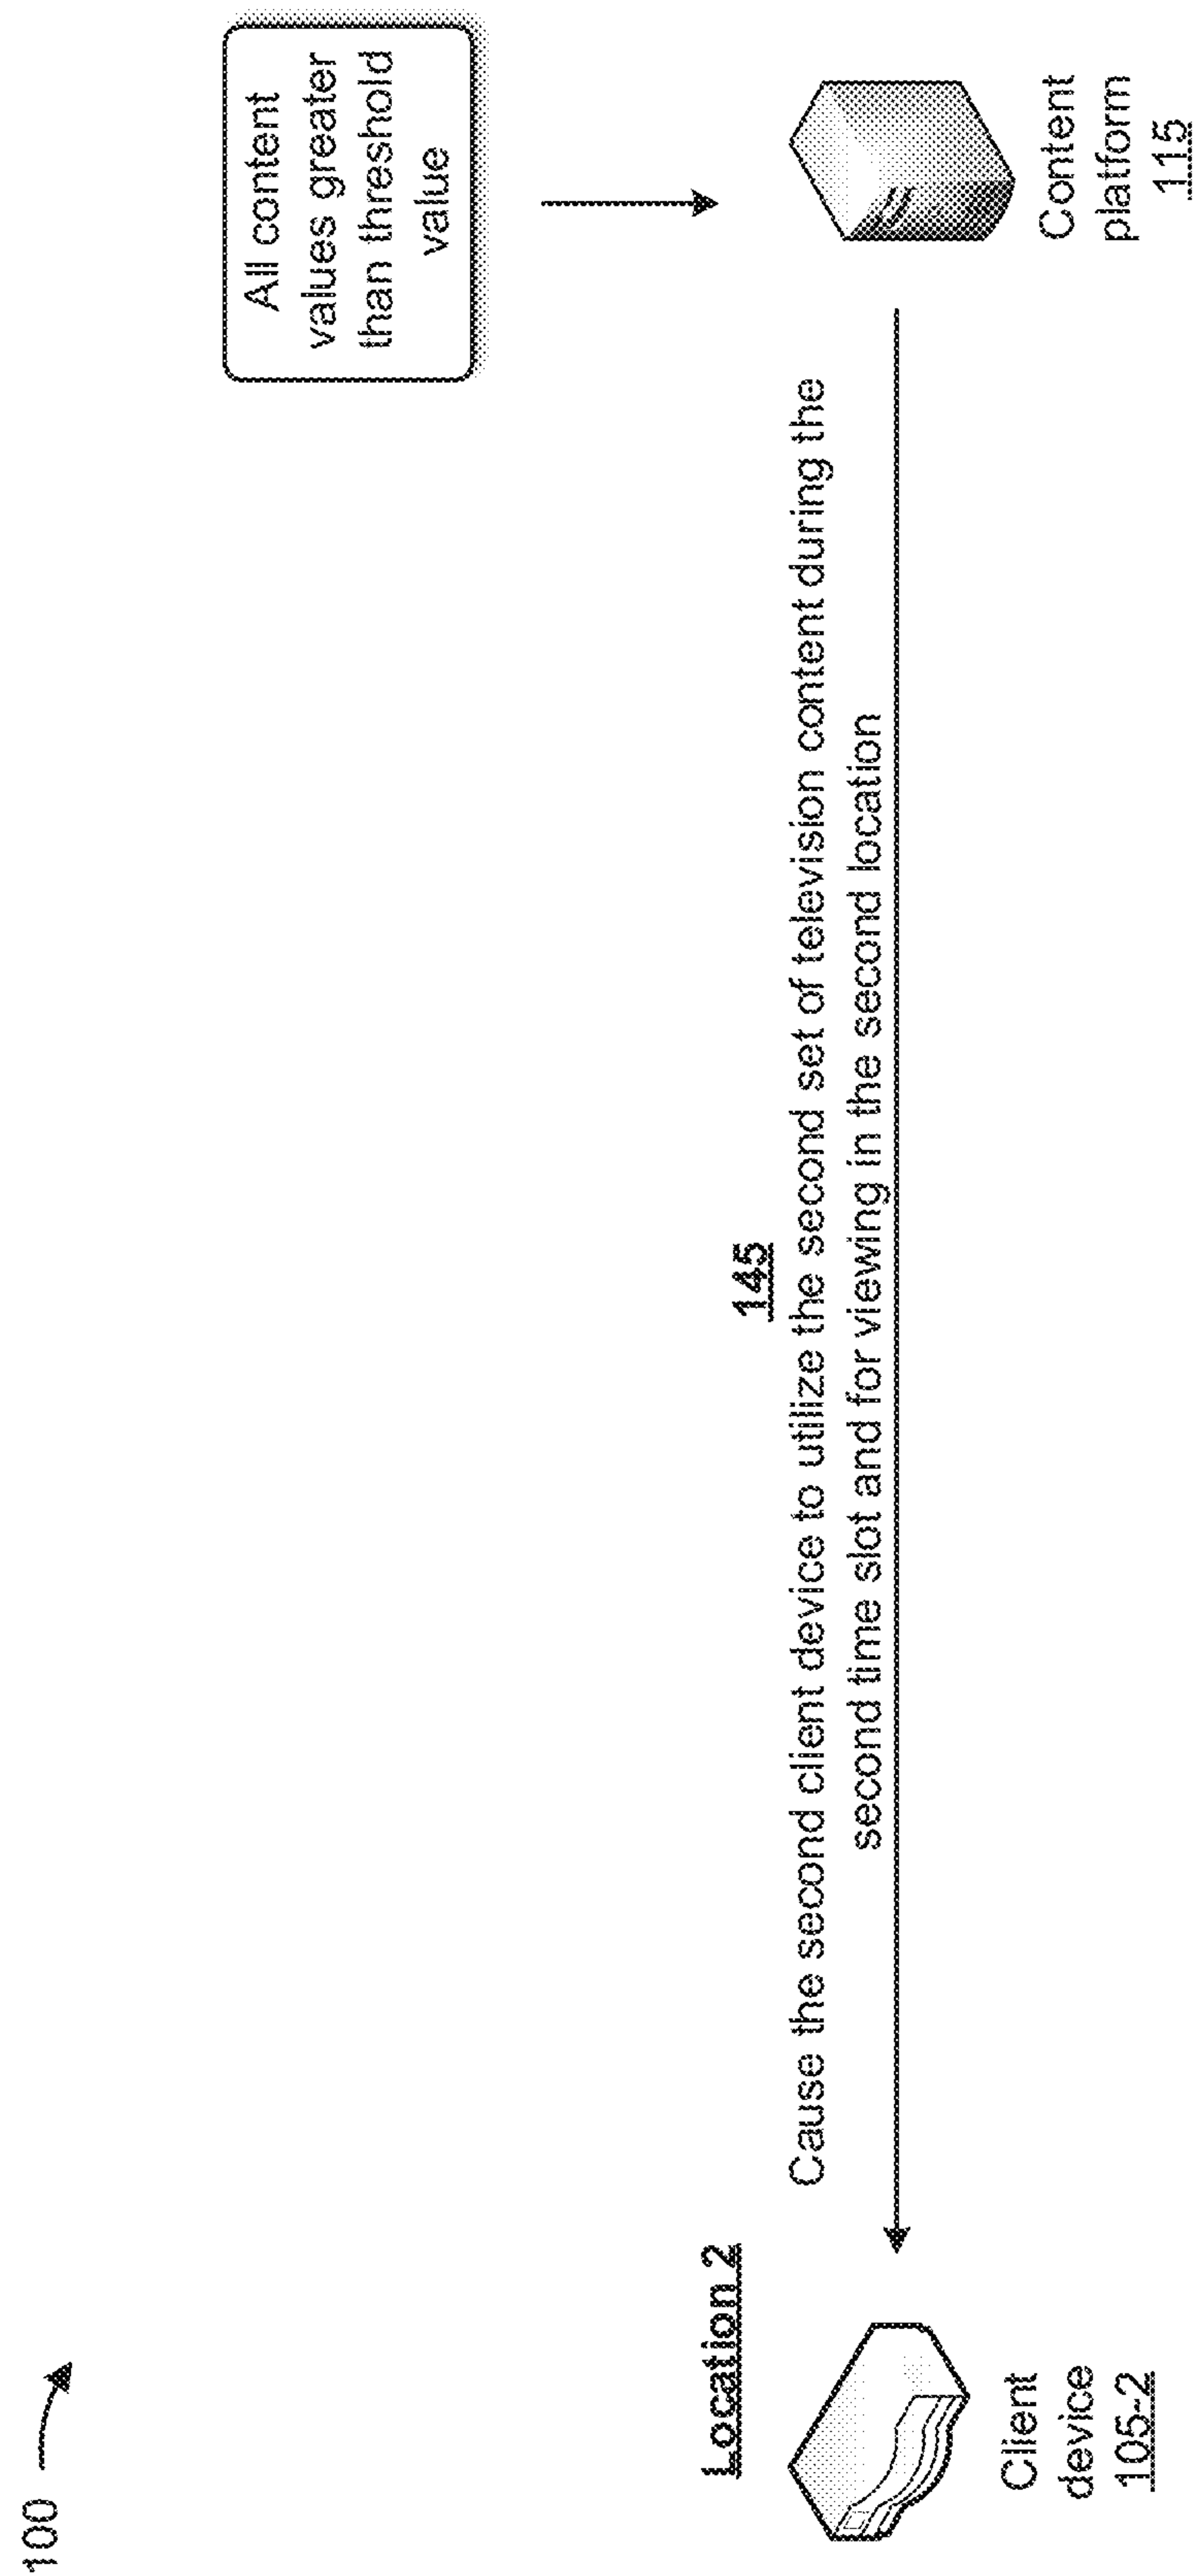 100
All content
values greater
than threshold
value
Location 2
145
Cause the second client device to utilize the second set of television content during the
second time slot and for viewing in the second location
Client
device
105-2
Content
platform
115